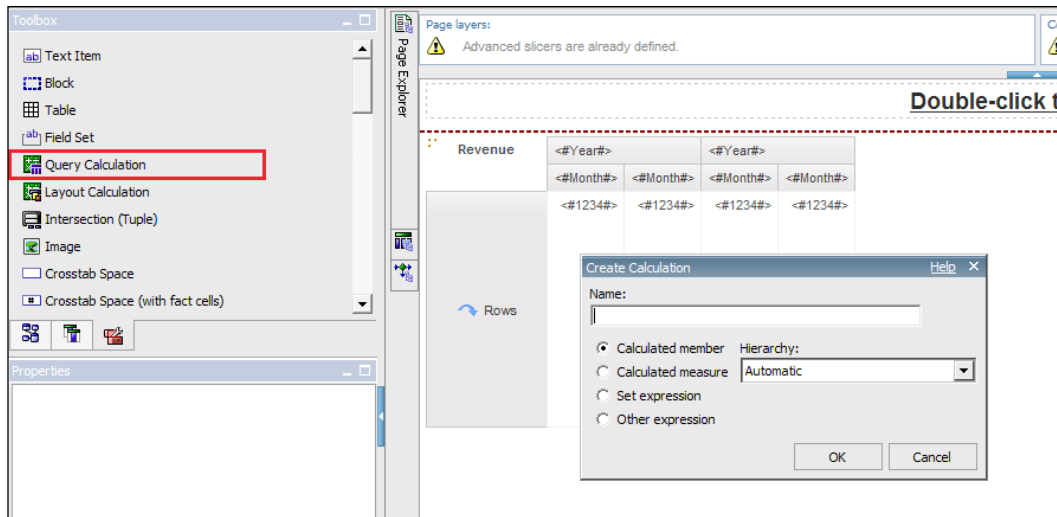 Toolbox
ab Text Item
Block
Table
ab Field Set
Query Calculation
Layout Calculation
Intersection (Tuple)
Image
Crosstab Space
# Crosstab Space (with fact cells)
Properties
Page Explorer
Page layers:
Advanced slicers are already defined.
Double-click t
Revenue <#Year#> <#Year#>
<#Month#> <#Month#> <#Month#> <#Month#>
<#1234#> <#1234#> <#1234#> <#1234#>
Rows
Create Calculation Help
Name:
Calculated member Hierarchy:
Calculated measure Automatic
Set expression
Other expression
OK Cancel